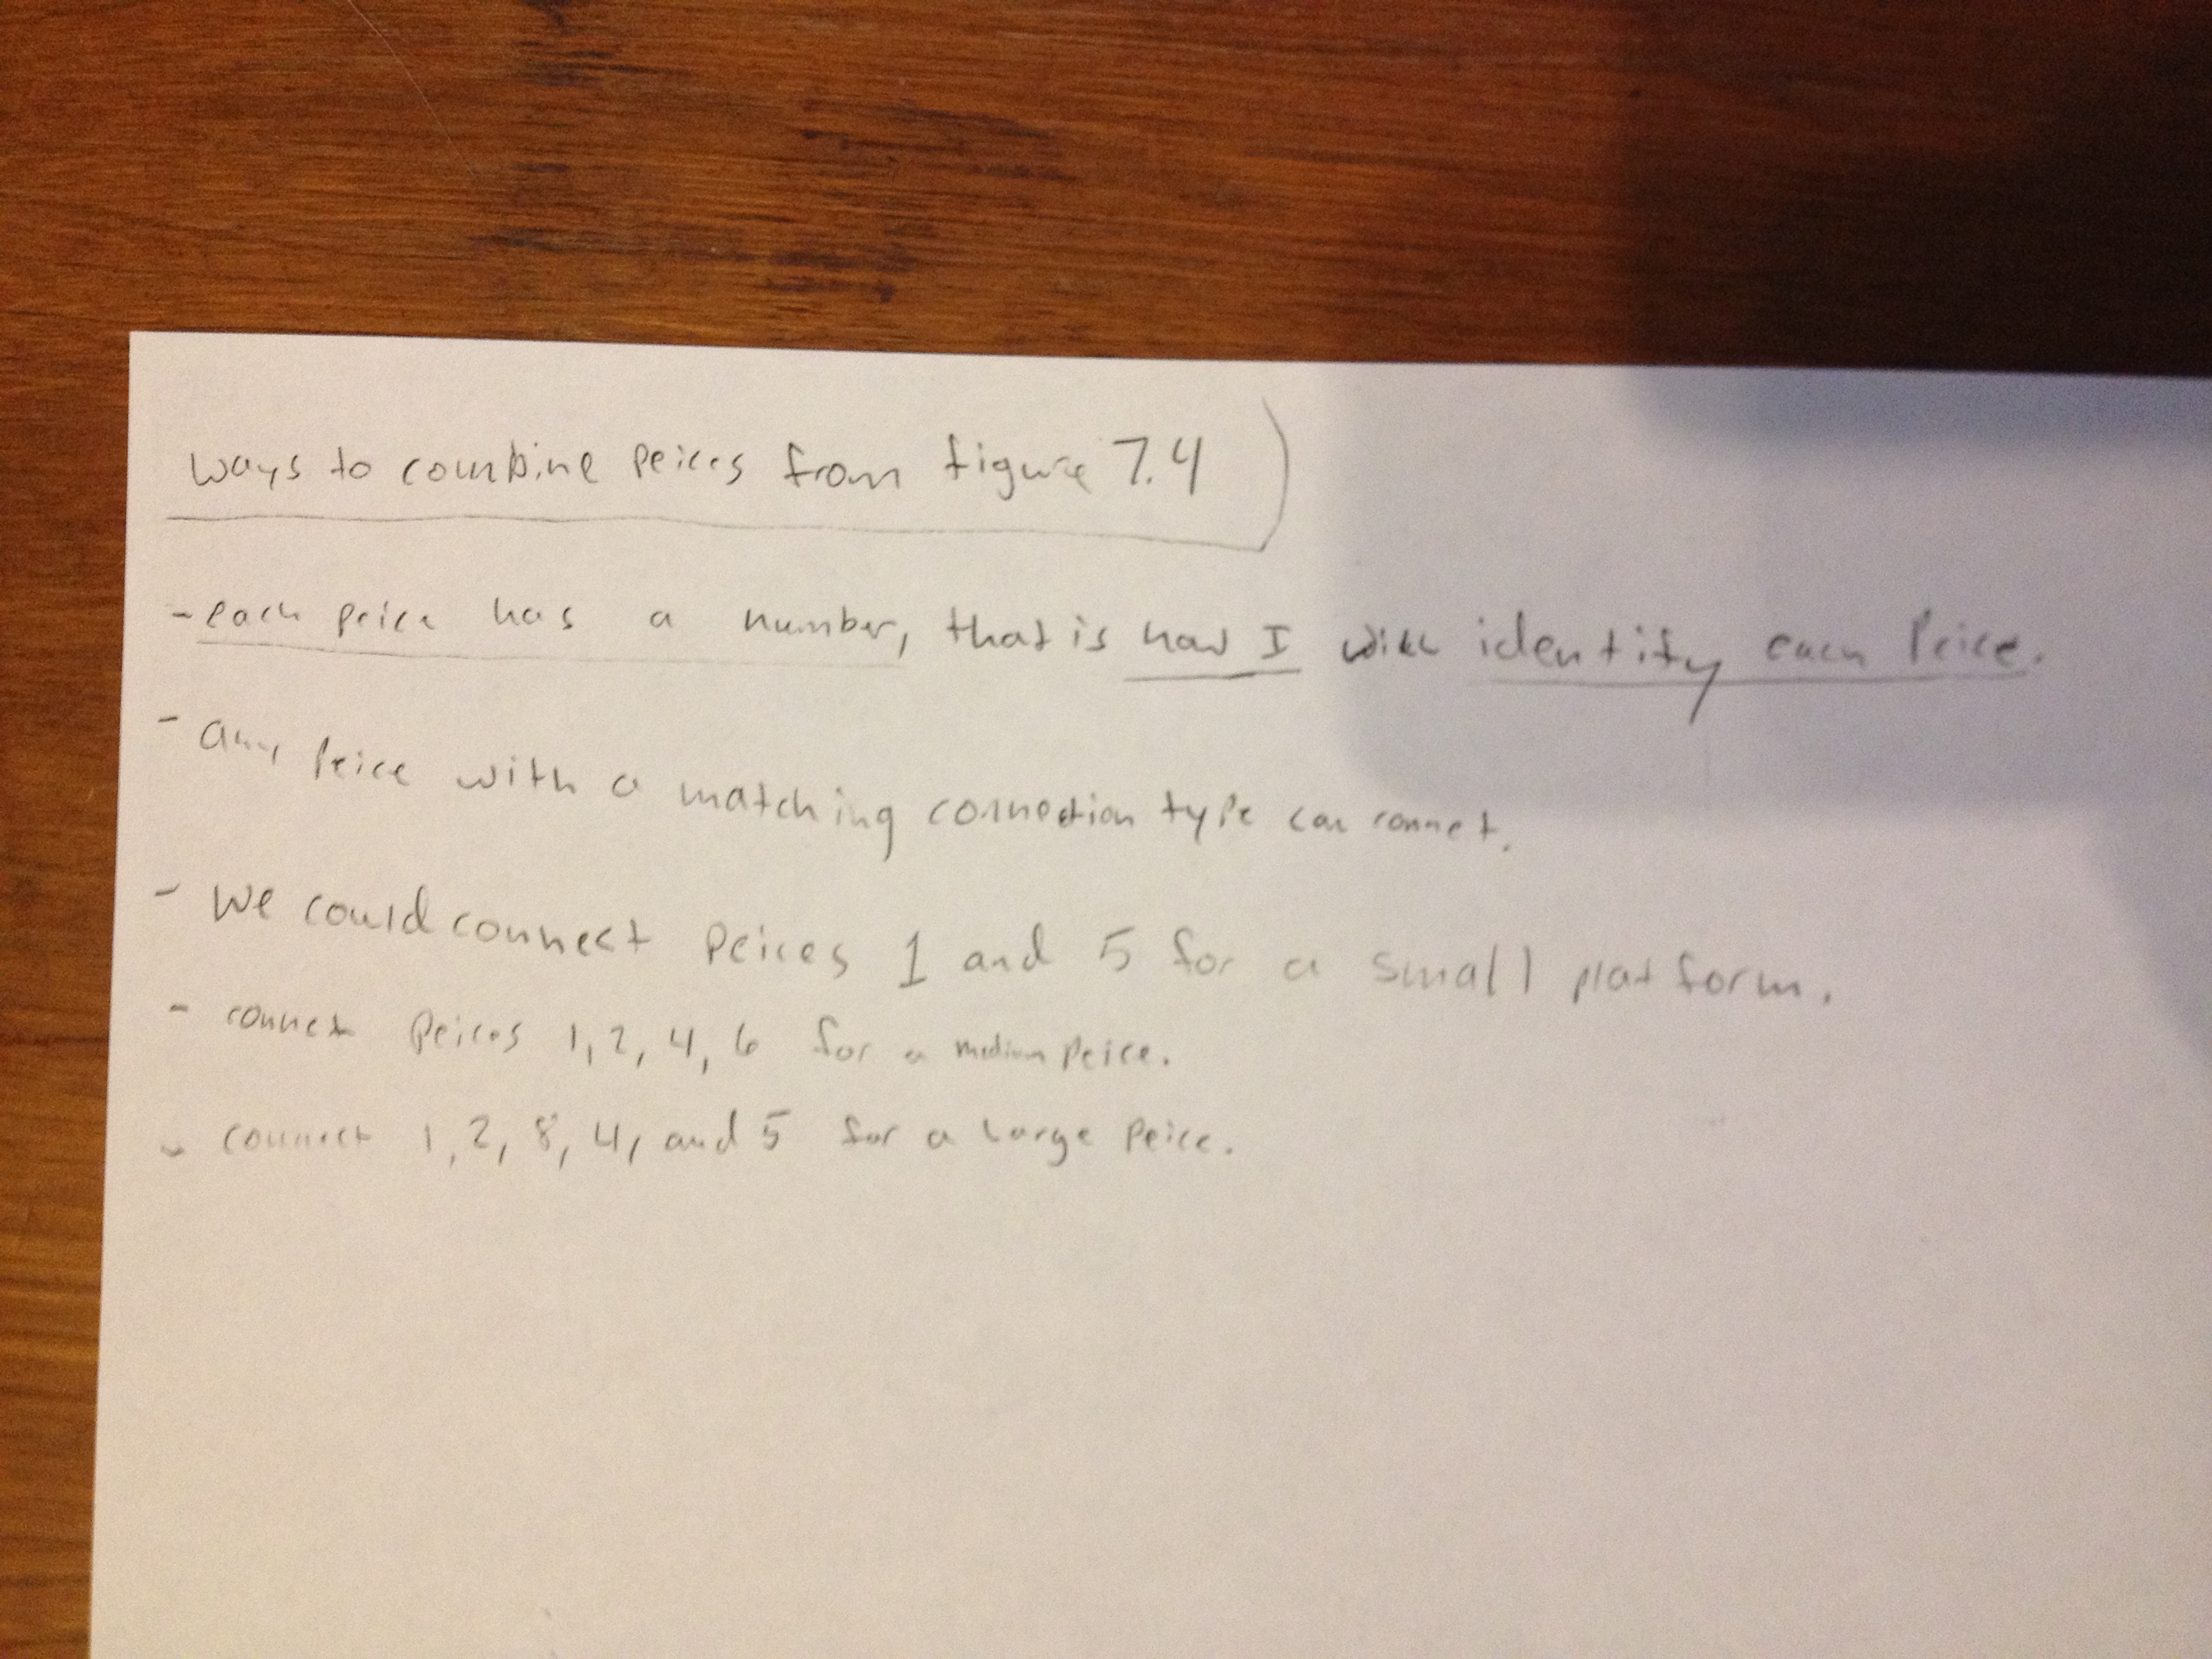 Ways to combine Peices from figure 7.4
- each peice has a number, that is how I will identify each Peice.
- any Peice with a matching connection type can connect.
- We could connect Peices 1 and 5 for a small platform.
- connect Peices 1, 2, 4, 6 for a medium peice.
- connect 1, 2, 8, 4, and 5 for a Large Peice.